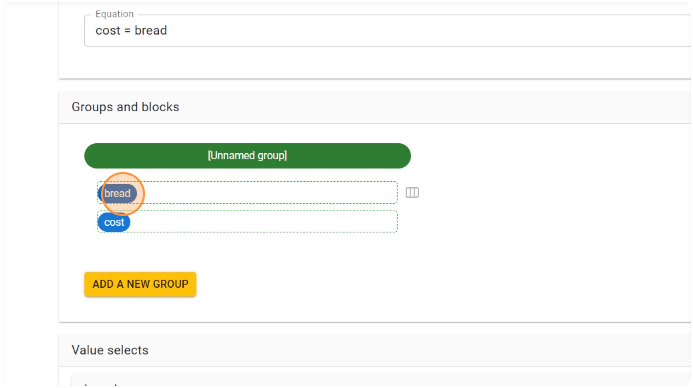 Equation
cost = bread
Groups and blocks
[Unnamed group]
bread
cost
ADD A NEW GROUP
Value selects